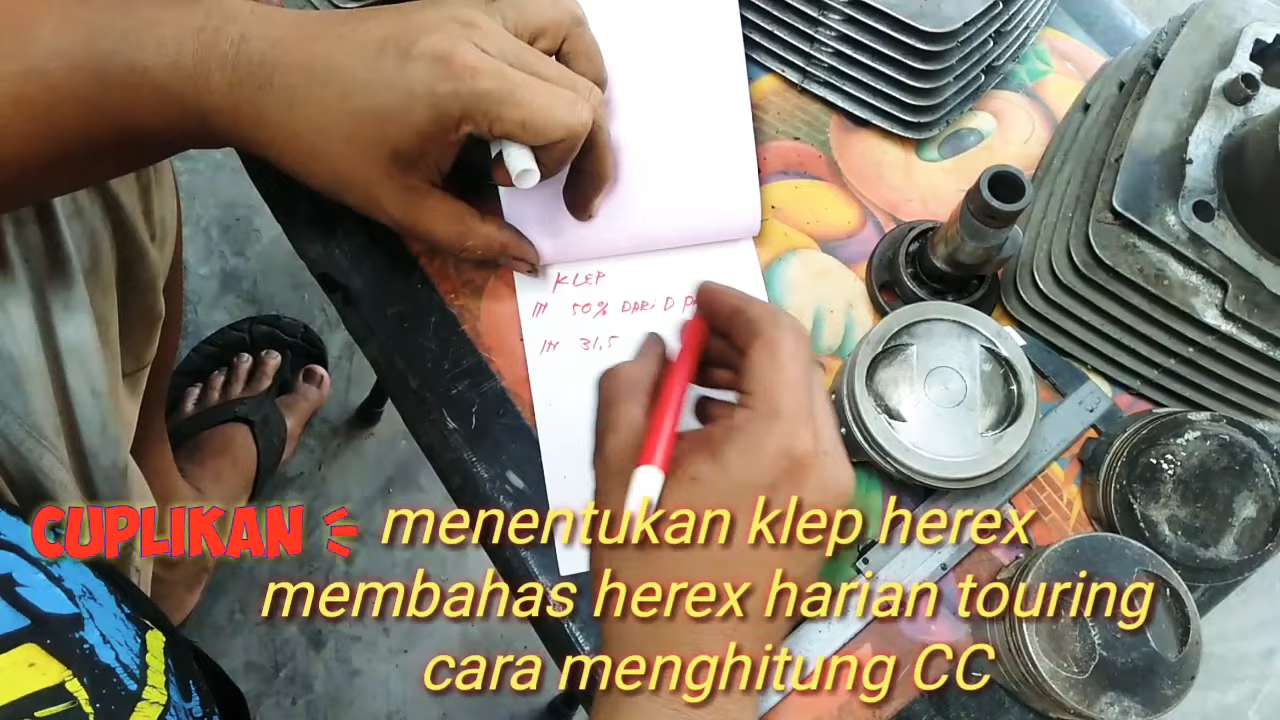 KLEP
IN 50% DARi D
IN 31,5
CUPLIKAN menentukan klep herex
membahas herex harian touring
cara menghitung CC